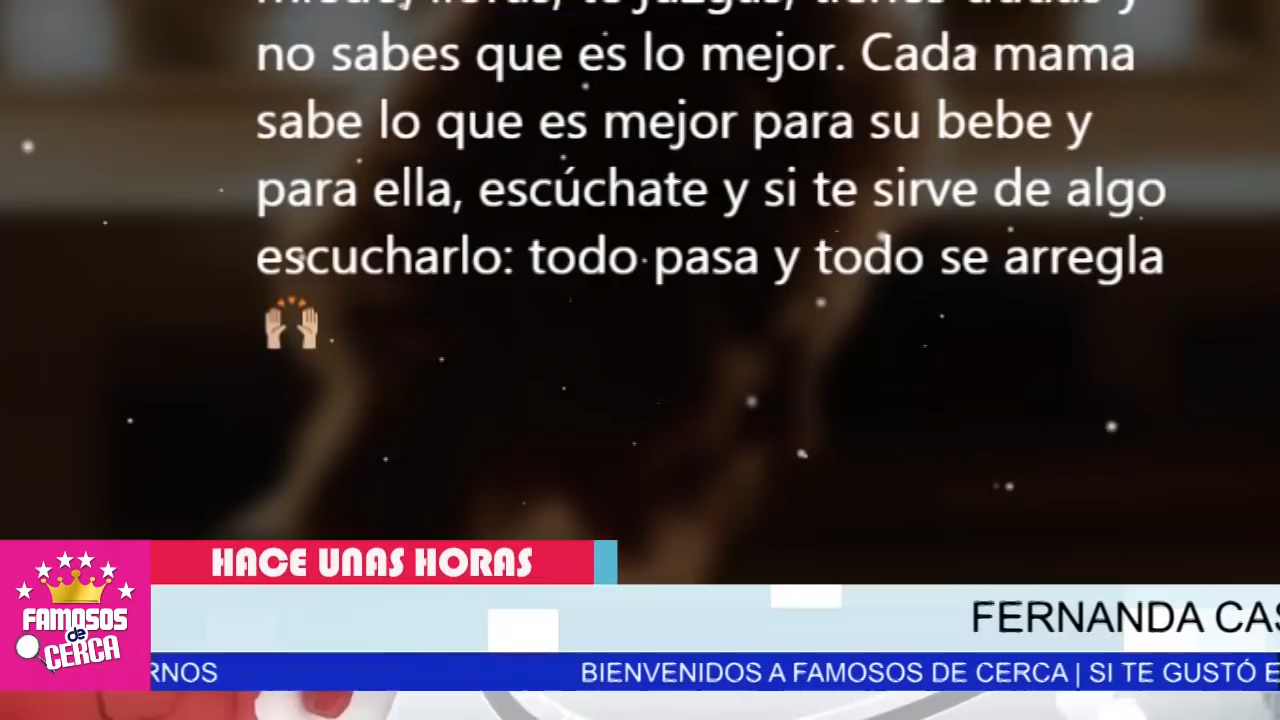 no sabes que es lo mejor. Cada mama
sabe lo que es mejor para su bebe y
para ella, escúchate y si te sirve de algo
escucharlo: todo pasa y todo se arregla
🙌🏼
HACE UNAS HORAS
FAMOSOS
de
CERCA
FERNANDA CAS
RNOS BIENVENIDOS A FAMOSOS DE CERCA | SI TE GUSTÓ E